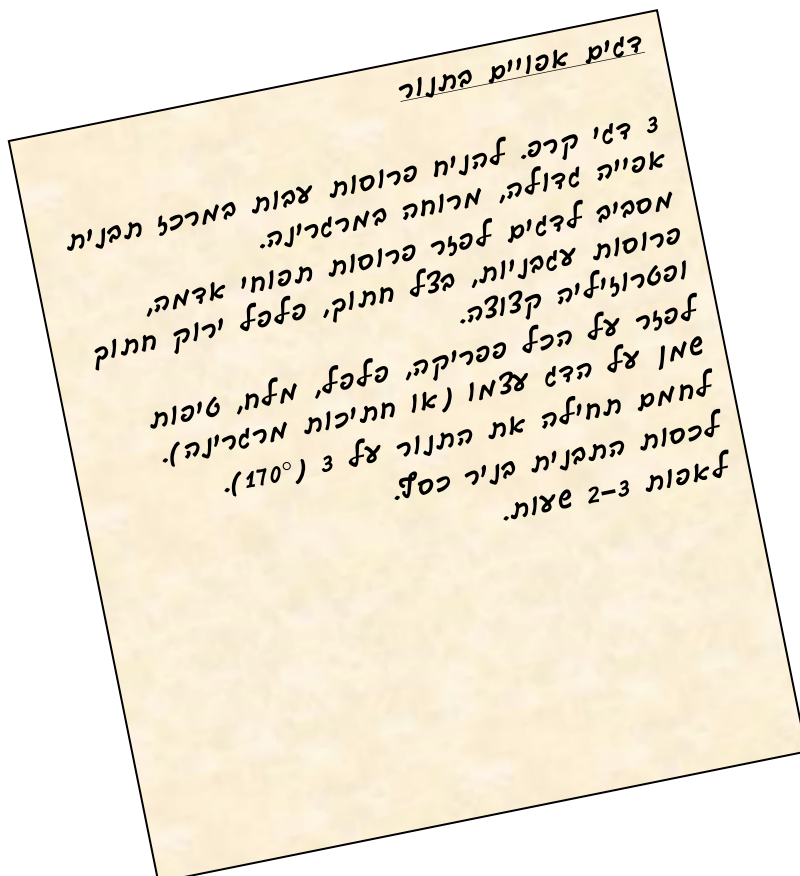 דגים אפויים בתנור
3 דגי קרפ. להניח פרוסות עבות במרכז תבנית
אפייה גדולה, מרוחה במרגרינה.
מסביב לדגים לפזר פרוסות תפוחי אדמה,
פרוסות עגבניות, בצל חתוך, פלפל ירוק חתוך
ופטרוזיליה קצוצה.
לפזר על הכל פפריקה, פלפל, מלח, טיפות
שמן על הדג עצמו (או חתיכות מרגרינה).
לחמם תחילה את התנור על 3 (170°).
לכסות התבנית בניר כסף.
לאפות 2-3 שעות.